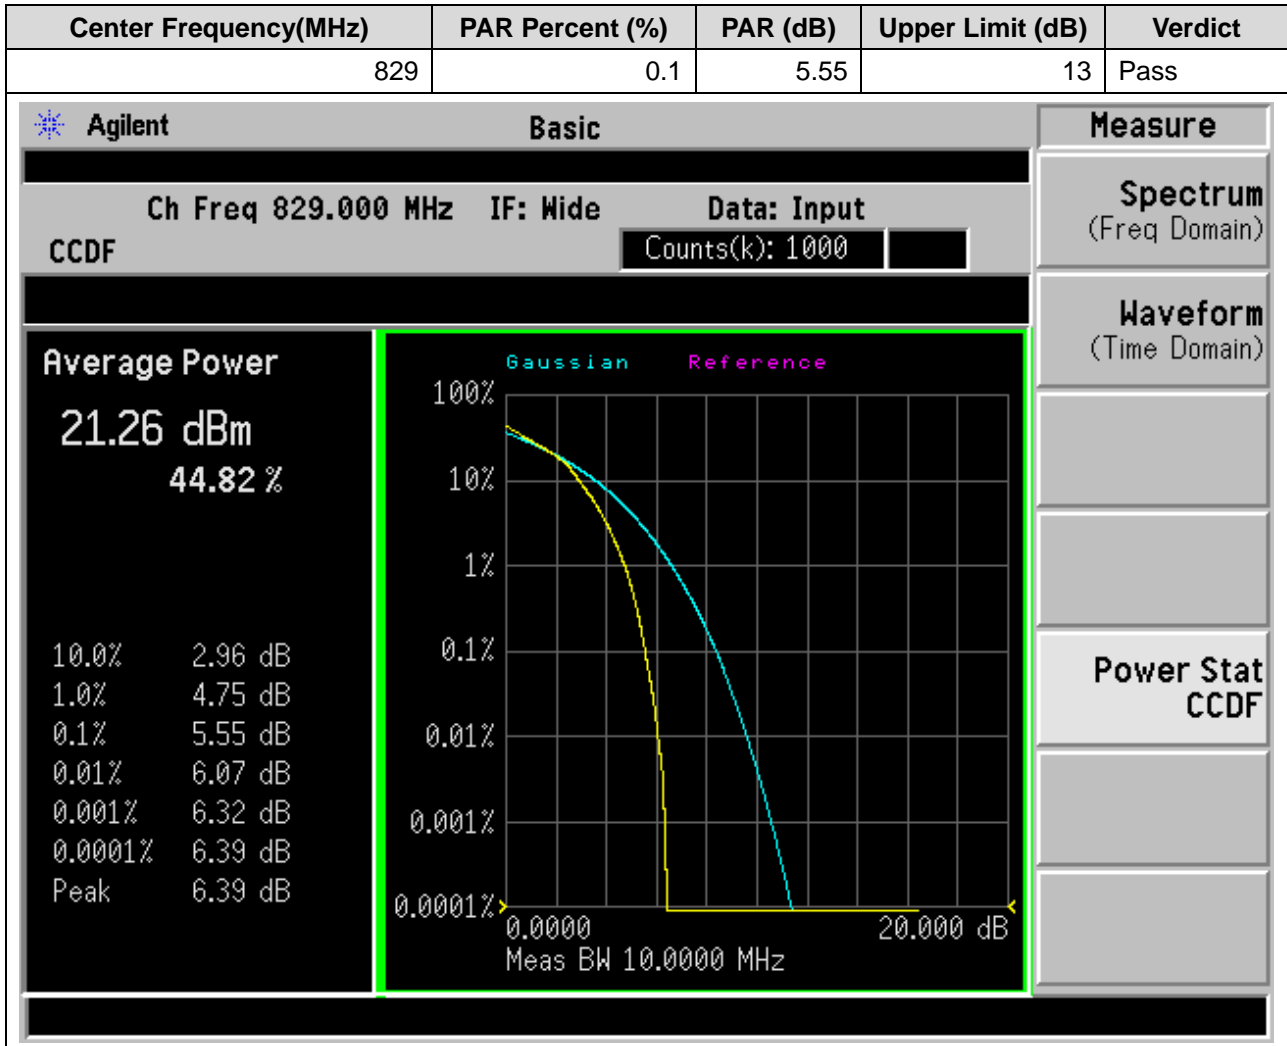 Center Frequency(MHz) PAR Percent (%) PAR (dB) Upper Limit (dB) Verdict
829 0.1 5.55 13 Pass
Agilent Basic Measure
Ch Freq 829.000 MHz IF: Wide Data: Input
CCDF Counts(k): 1000
Spectrum
(Freq Domain)
Waveform
(Time Domain)
Power Stat
CCDF
Average Power
21.26 dBm
44.82 %
10.0% 2.96 dB
1.0% 4.75 dB
0.1% 5.55 dB
0.01% 6.07 dB
0.001% 6.32 dB
0.0001% 6.39 dB
Peak 6.39 dB
Gaussian Reference
100%
10%
1%
0.1%
0.01%
0.001%
0.0001%
0.0000 20.000 dB
Meas BW 10.0000 MHz